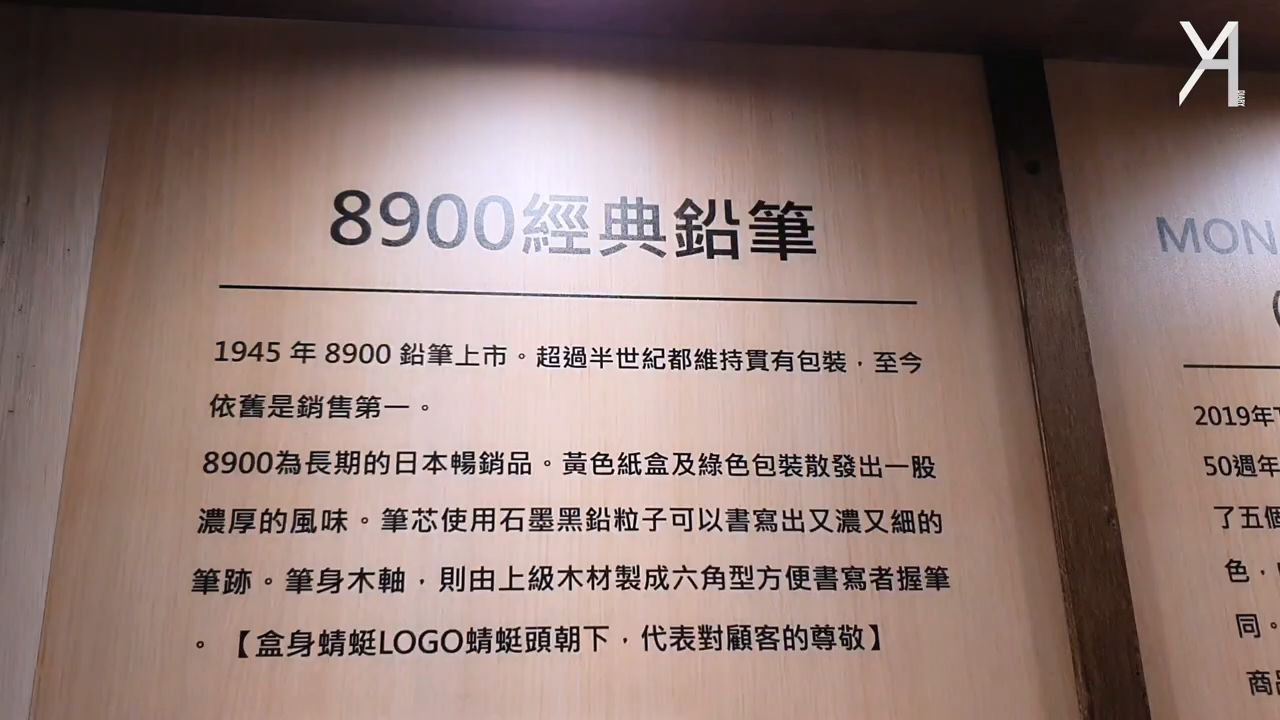 YA
DIARY
8900經典鉛筆
1945 年 8900 鉛筆上市。超過半世紀都維持貫有包裝，至今
依舊是銷售第一。
8900為長期的日本暢銷品。黃色紙盒及綠色包裝散發出一股
濃厚的風味。筆芯使用石墨黑鉛粒子可以書寫出又濃又細的
筆跡。筆身木軸，則由上級木材製成六角型方便書寫者握筆
。【盒身蜻蜓LOGO蜻蜓頭朝下，代表對顧客的尊敬】
MON
2019年
50週年
了五個
色，
同。
商品